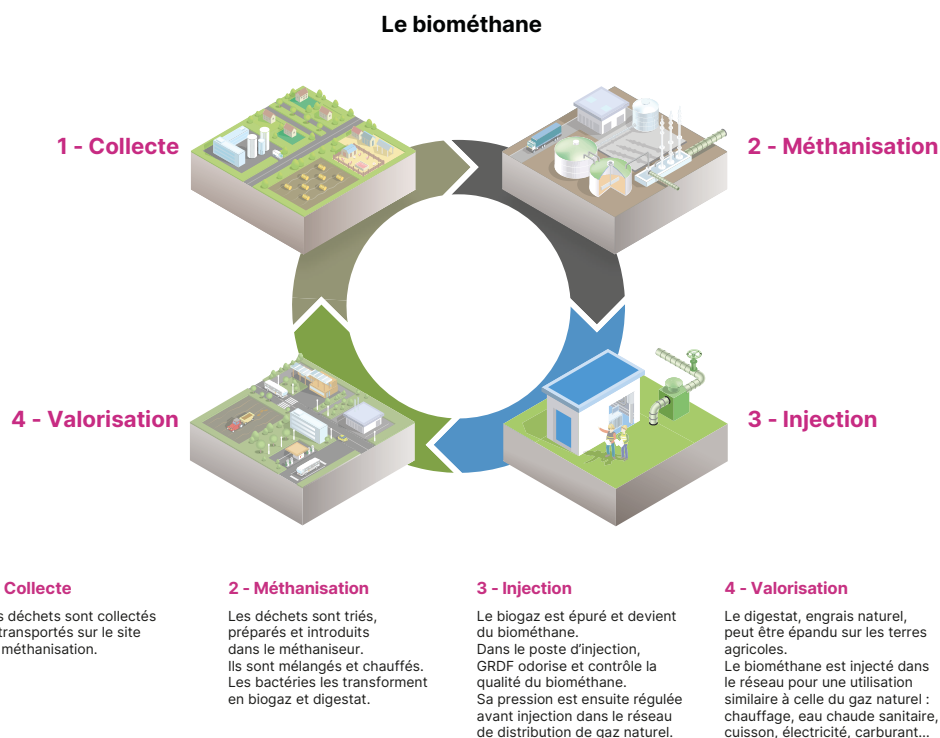 Le biométhane
1 - Collecte
2 - Méthanisation
4 - Valorisation
3 - Injection
Collecte
déchets sont collectés
transportés sur le site
méthanisation.
2 - Méthanisation
Les déchets sont triés,
préparés et introduits
dans le méthaniseur.
Ils sont mélangés et chauffés.
Les bactéries les transforment
en biogaz et digestat.
3 - Injection
Le biogaz est épuré et devient
du biométhane.
Dans le poste d’injection,
GRDF odorise et contrôle la
qualité du biométhane.
Sa pression est ensuite régulée
avant injection dans le réseau
de distribution de gaz naturel.
4 - Valorisation
Le digestat, engrais naturel,
peut être épandu sur les terres
agricoles.
Le biométhane est injecté dans
le réseau pour une utilisation
similaire à celle du gaz naturel :
chauffage, eau chaude sanitaire,
cuisson, électricité, carburant...